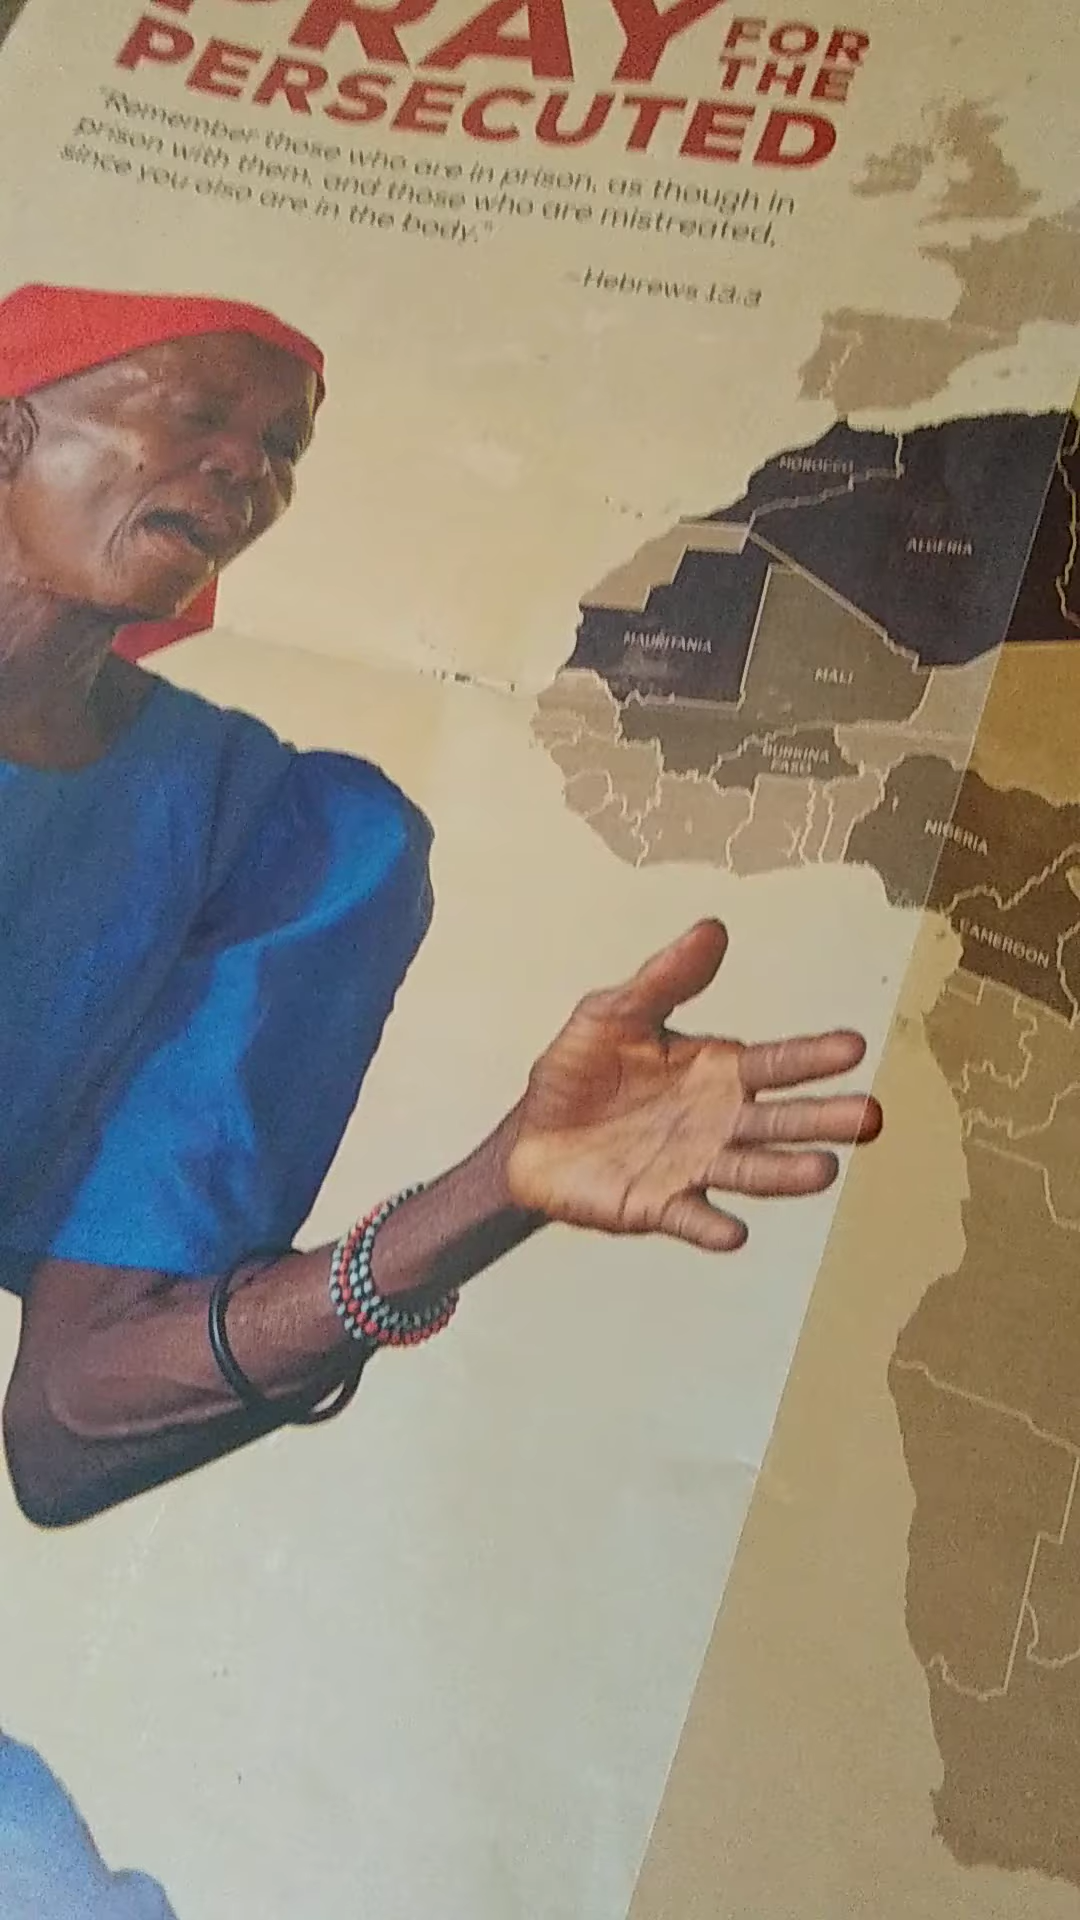 PRAY FOR
THE
PERSECUTED
"Remember those who are in prison, as though in
prison with them, and those who are mistreated,
since you also are in the body."
–Hebrews 13:3
MOROCCO
ALGERIA
MAURITANIA
MALI
BURKINA
FASO
NIGERIA
CAMEROON